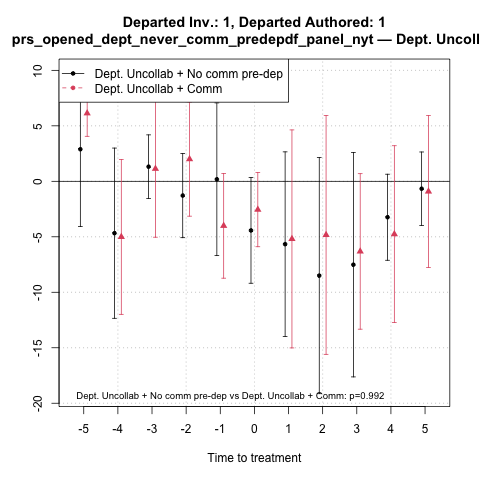 Departed Inv.: 1, Departed Authored: 1
prs_opened_dept_never_comm_predepdf_panel_nyt — Dept. Uncoll
Dept. Uncollab + No comm pre-dep
Dept. Uncollab + Comm
10
5
0
-5
-10
-15
-20
Dept. Uncollab + No comm pre-dep vs Dept. Uncollab + Comm: p=0.992
-5 -4 -3 -2 -1 0 1 2 3 4 5
Time to treatment